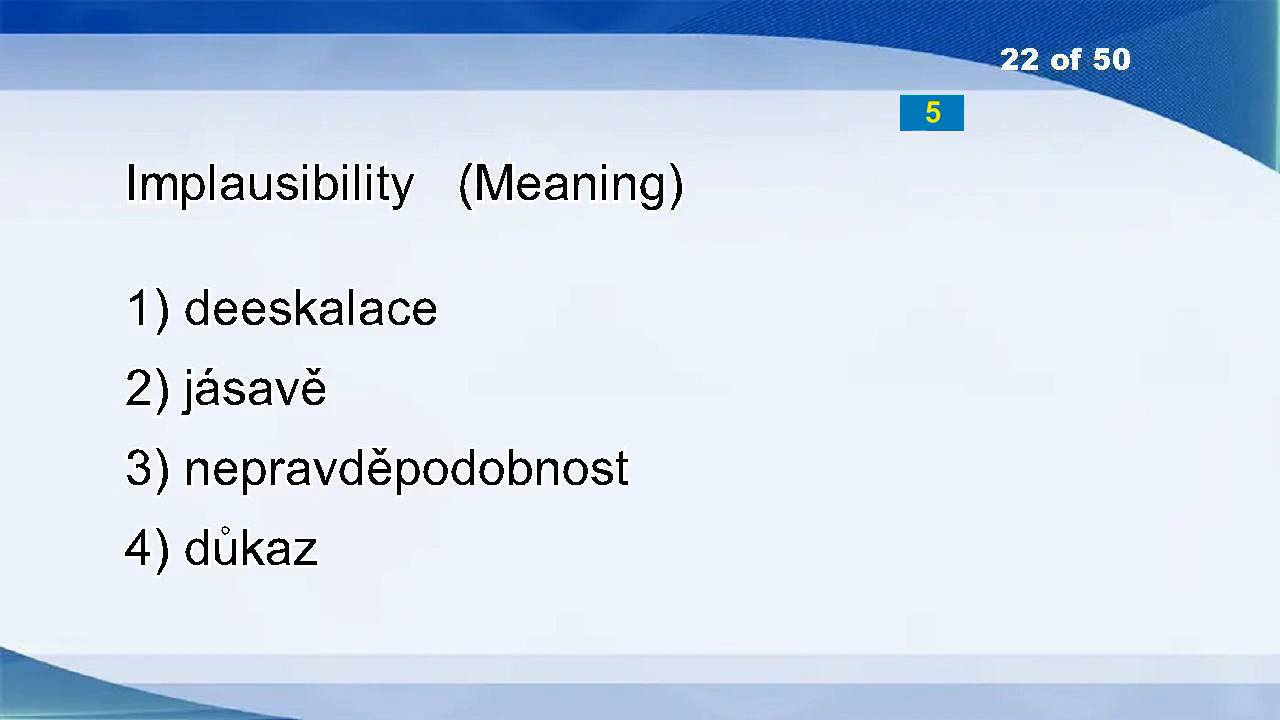 22 of 50
5
Implausibility (Meaning)
1) deeskalace
2) jásavě
3) nepravděpodobnost
4) důkaz